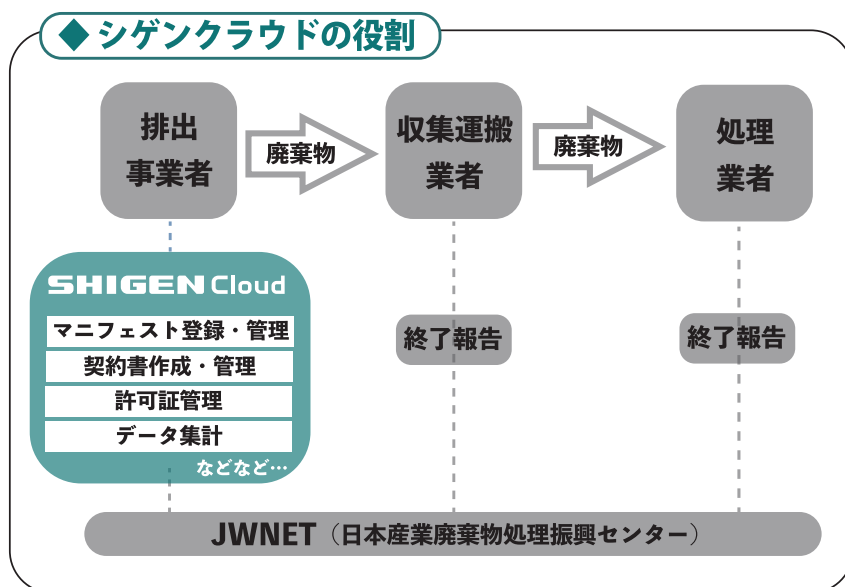 ◆ シゲンクラウドの役割
排出
事業者
廃棄物
収集運搬
業者
廃棄物
処理
業者
SHIGEN Cloud
マニフェスト登録・管理
契約書作成・管理
許可証管理
データ集計
などなど…
終了報告
終了報告
JWNET（日本産業廃棄物処理振興センター）